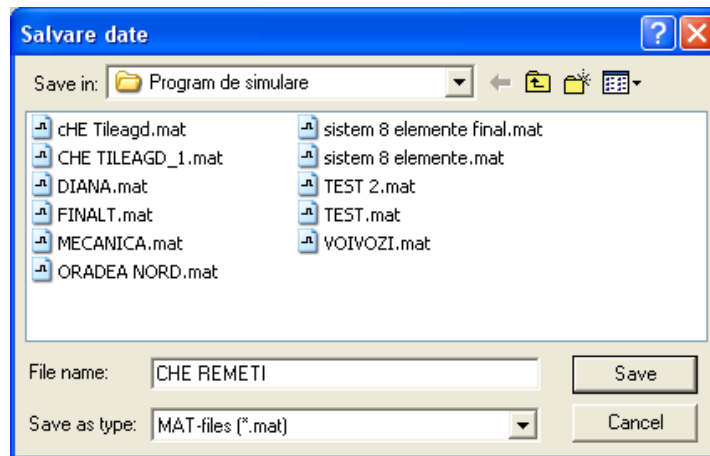 Salvare date
Save in: Program de simulare
cHE Tileagd.mat
CHE TILEAGD_1.mat
DIANA.mat
FINALT.mat
MECANICA.mat
ORADEA NORD.mat
sistem 8 elemente final.mat
sistem 8 elemente.mat
TEST 2.mat
TEST.mat
VOIVOZI.mat
File name: CHE REMETI Save
Save as type: MAT-files (*.mat) Cancel